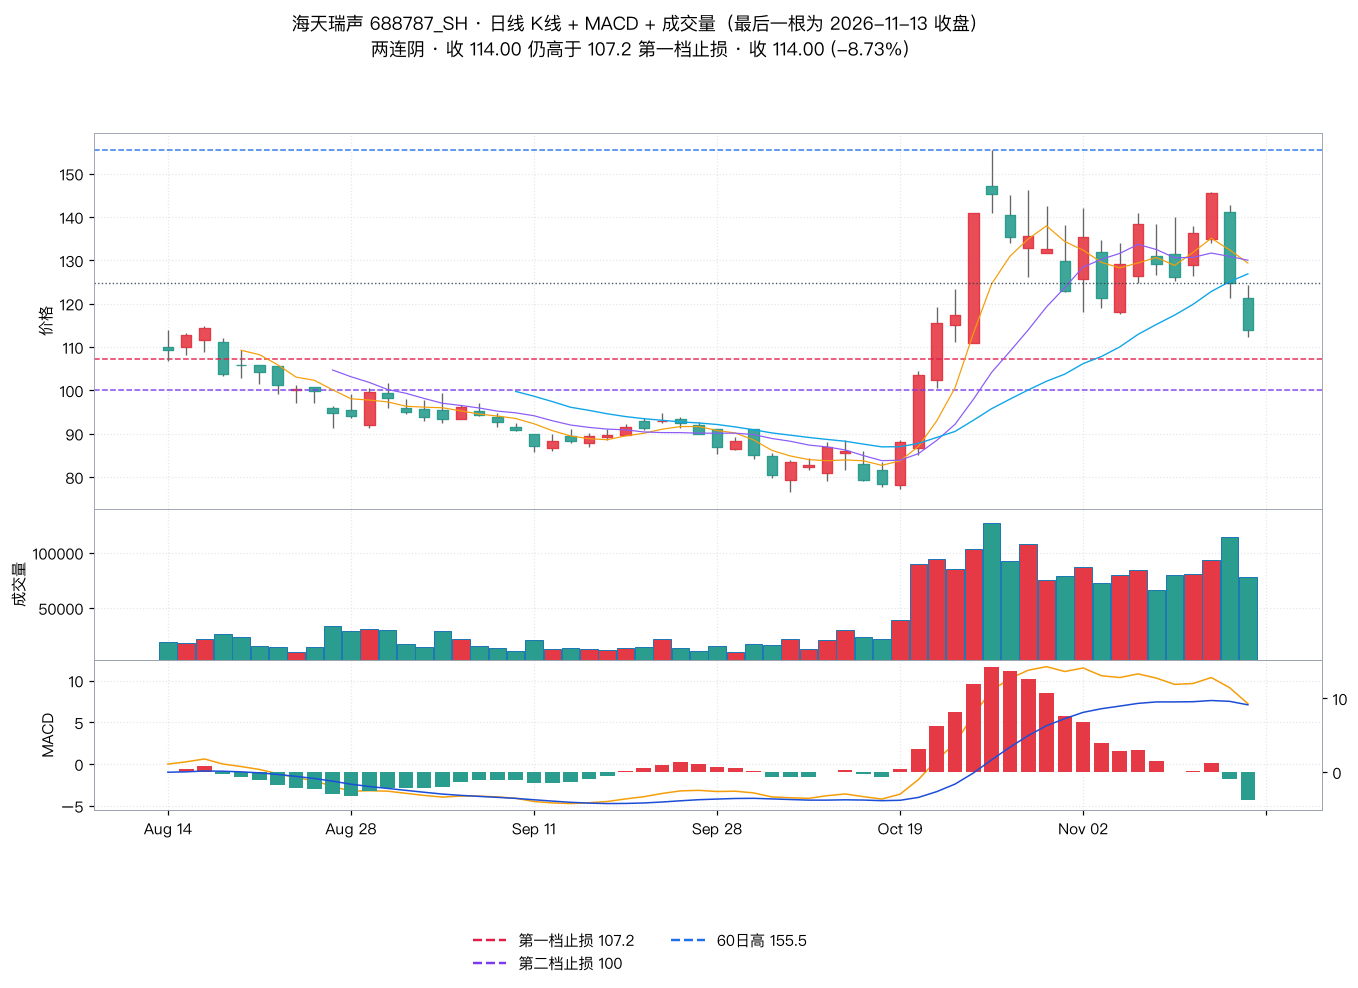 海天瑞声 688787_SH · 日线 K线 + MACD + 成交量（最后一根为 2026-11-13 收盘）
两连阴 · 收 114.00 仍高于 107.2 第一档止损 · 收 114.00 (-8.73%)
价格
150
140
130
120
110
100
90
80
成交量
100000
50000
MACD
10
5
0
-5
10
0
Aug 14
Aug 28
Sep 11
Sep 28
Oct 19
Nov 02
第一档止损 107.2
60日高 155.5
第二档止损 100